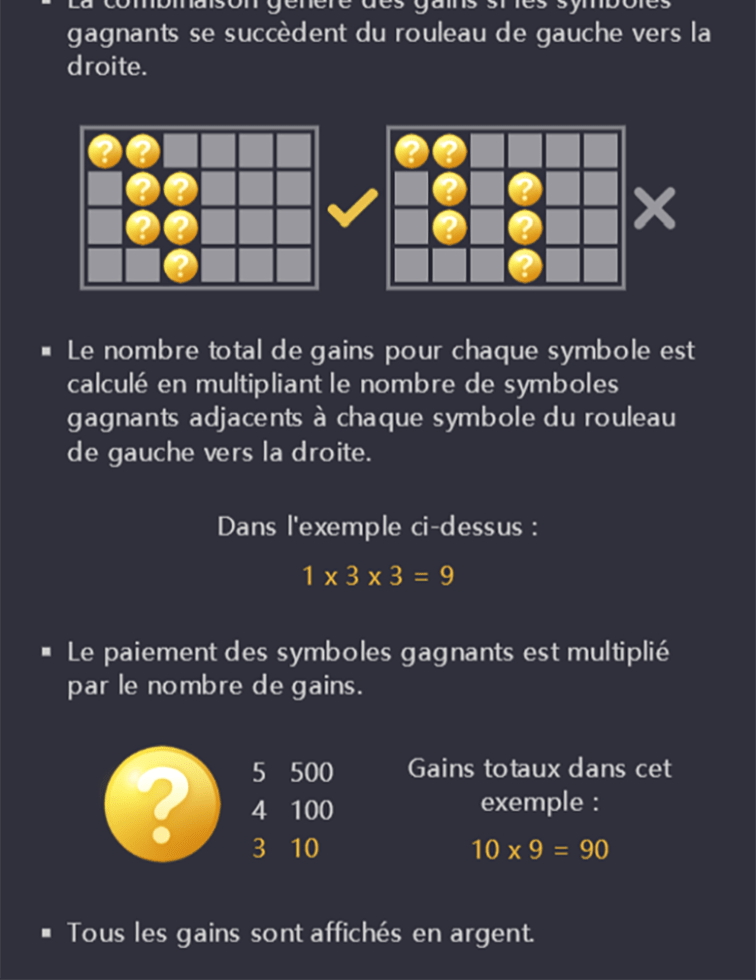 La combinaison génère des gains si les symboles
gagnants se succèdent du rouleau de gauche vers la
droite.
Le nombre total de gains pour chaque symbole est
calculé en multipliant le nombre de symboles
gagnants adjacents à chaque symbole du rouleau
de gauche vers la droite.
Dans l'exemple ci-dessus :
1 x 3 x 3 = 9
Le paiement des symboles gagnants est multiplié
par le nombre de gains.
5 500
4 100
3 10
Gains totaux dans cet
exemple :
10 x 9 = 90
Tous les gains sont affichés en argent.